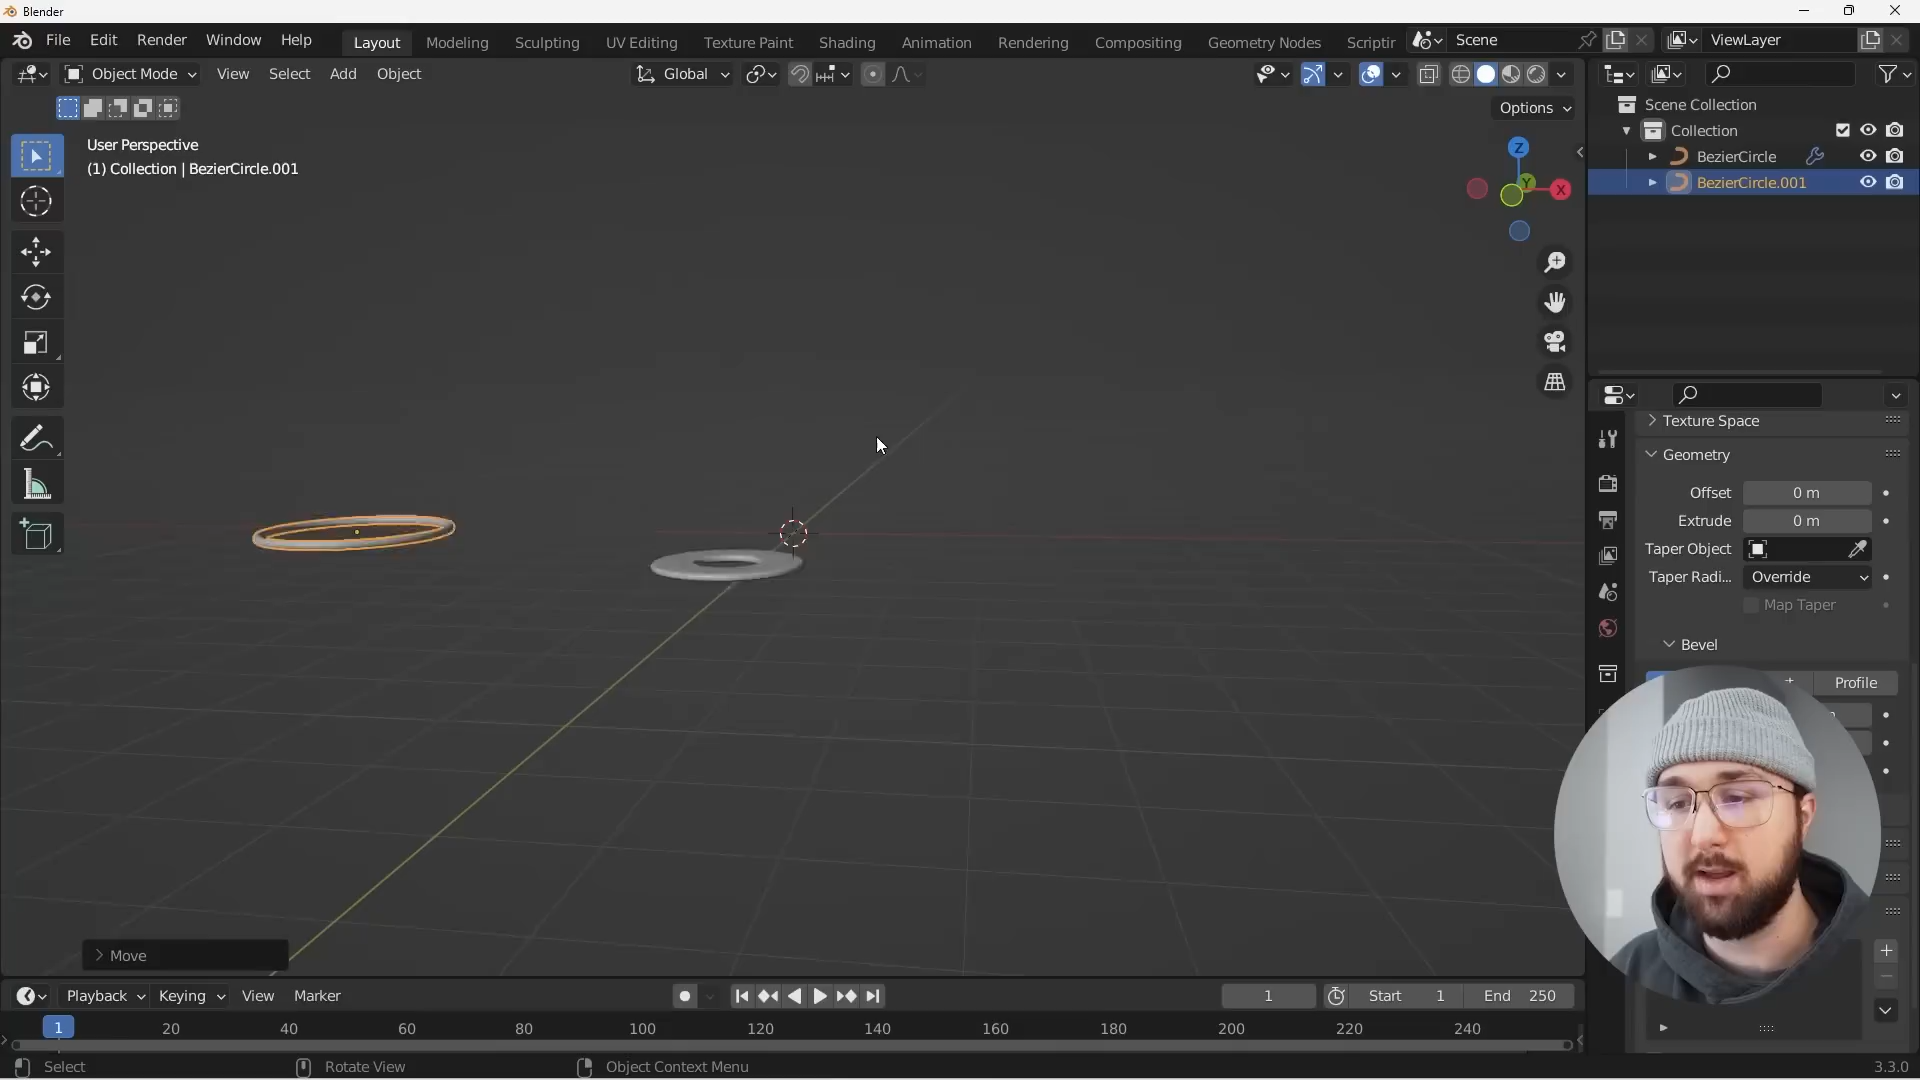 Blender
File Edit Render Window Help Layout Modeling Sculpting UV Editing Texture Paint Shading Animation Rendering Compositing Geometry Nodes Scriptir Scene ViewLayer
Object Mode View Select Add Object Global
Options
User Perspective
(1) Collection | BezierCircle.001
Z
Y
X
Scene Collection
Collection
BezierCircle
BezierCircle.001
Texture Space
Geometry
Offset 0 m
Extrude 0 m
Taper Object
Taper Radi... Override
Map Taper
Bevel
Profile
Move
Playback Keying View Marker 1 Start 1 End 250
1 20 40 60 80 100 120 140 160 180 200 220 240
Select Rotate View Object Context Menu 3.3.0